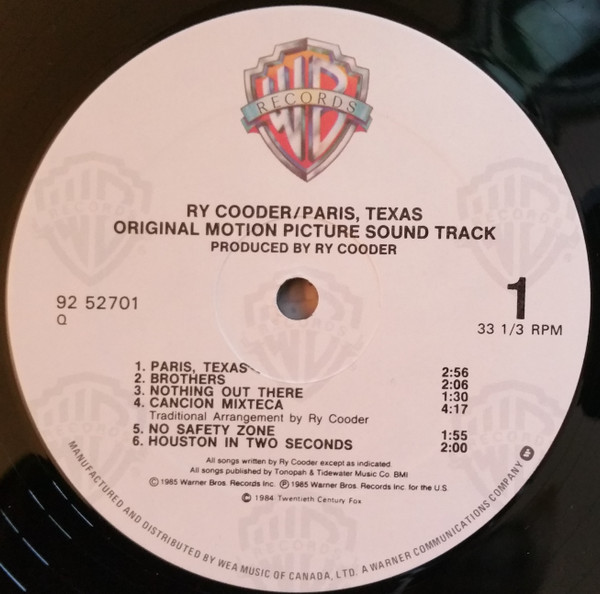 WB
RECORDS
RY COODER/PARIS, TEXAS
ORIGINAL MOTION PICTURE SOUND TRACK
PRODUCED BY RY COODER
92 52701
Q
1
33 1/3 RPM
1. PARIS, TEXAS 2:56
2. BROTHERS 2:06
3. NOTHING OUT THERE 1:30
4. CANCION MIXTECA 4:17
Traditional Arrangement by Ry Cooder
5. NO SAFETY ZONE 1:55
6. HOUSTON IN TWO SECONDS 2:00
All songs written by Ry Cooder except as indicated.
All songs published by Tonopah & Tidewater Music Co. BMI
©1985 Warner Bros. Records Inc. ℗1985 Warner Bros. Records Inc. for the U.S.
© 1984 Twentieth Century Fox
MANUFACTURED AND DISTRIBUTED BY WEA MUSIC OF CANADA, LTD. A WARNER COMMUNICATIONS COMPANY